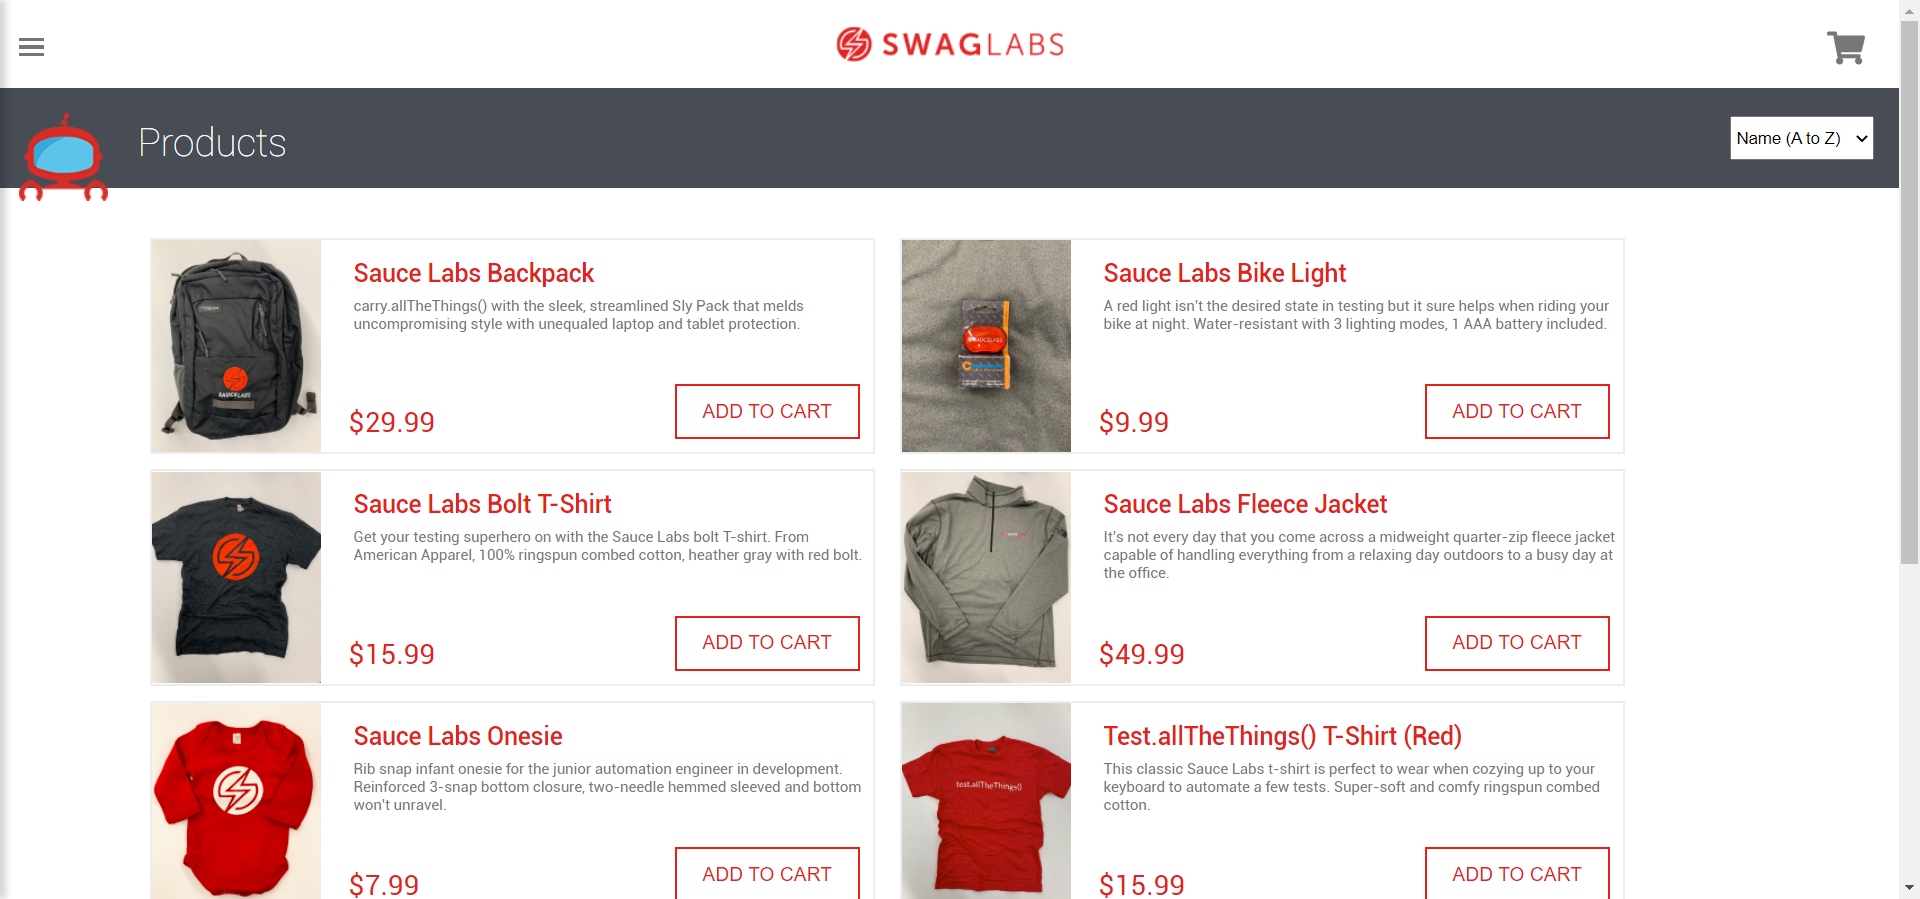 SWAGLABS
Products
Name (A to Z)
Sauce Labs Backpack
carry.allTheThings() with the sleek, streamlined Sly Pack that melds
uncompromising style with unequaled laptop and tablet protection.
$29.99
ADD TO CART
SAUCELABS
Sauce Labs Bike Light
A red light isn't the desired state in testing but it sure helps when riding your
bike at night. Water-resistant with 3 lighting modes, 1 AAA battery included.
$9.99
ADD TO CART
SAUCELABS
Sauce Labs Bolt T-Shirt
Get your testing superhero on with the Sauce Labs bolt T-shirt. From
American Apparel, 100% ringspun combed cotton, heather gray with red bolt.
$15.99
ADD TO CART
Sauce Labs Fleece Jacket
It's not every day that you come across a midweight quarter-zip fleece jacket
capable of handling everything from a relaxing day outdoors to a busy day at
the office.
$49.99
ADD TO CART
Sauce Labs Onesie
Rib snap infant onesie for the junior automation engineer in development.
Reinforced 3-snap bottom closure, two-needle hemmed sleeved and bottom
won't unravel.
$7.99
ADD TO CART
Test.allTheThings() T-Shirt (Red)
This classic Sauce Labs t-shirt is perfect to wear when cozying up to your
keyboard to automate a few tests. Super-soft and comfy ringspun combed
cotton.
$15.99
ADD TO CART
test.allTheThings()